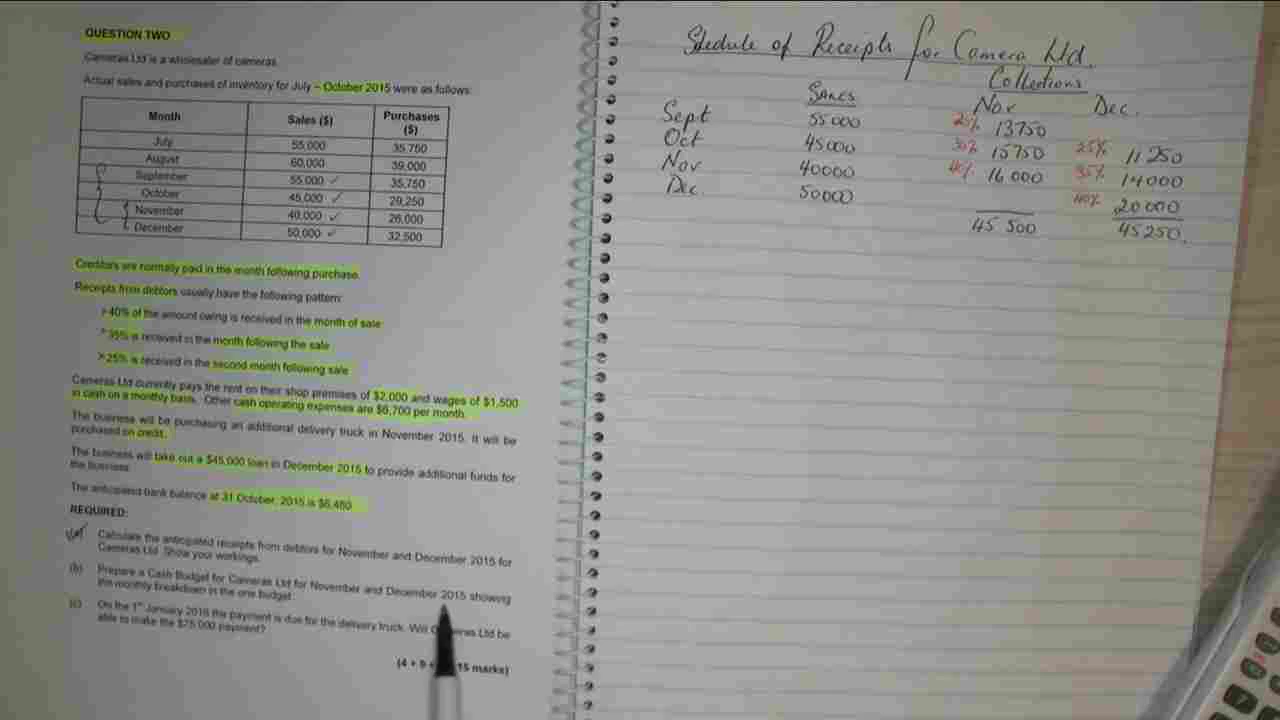 QUESTION TWO
Cameras Ltd is a wholesaler of cameras.
Actual sales and purchases of inventory for July – October 2015 were as follows:
Month Sales ($) Purchases ($)
July 55,000 35,750
August 60,000 39,000
September 55,000 ✓ 35,750
October 45,000 ✓ 29,250
November 40,000 ✓ 26,000
December 50,000 ✓ 32,500
Creditors are normally paid in the month following purchase.
Receipts from debtors usually have the following pattern:
40% of the amount owing is received in the month of sale
35% is received in the month following the sale
25% is received in the second month following sale
Cameras Ltd currently pays the rent on their shop premises of $2,000 and wages of $1,500
in cash on a monthly basis. Other cash operating expenses are $6,700 per month.
The business will be purchasing an additional delivery truck in November 2015. It will be
purchased on credit.
The business will take out a $45,000 loan in December 2015 to provide additional funds for
the business.
The anticipated bank balance at 31 October, 2015 is $6,460
REQUIRED:
(a) Calculate the anticipated receipts from debtors for November and December 2015 for
Cameras Ltd. Show your workings.
(b) Prepare a Cash Budget for Cameras Ltd for November and December 2015 showing
the monthly breakdown in the one budget.
(c) On the 1st January 2016 the payment is due for the delivery truck. Will Ltd be
able to make the $75,000 payment?
(4 + 9 + 15 marks)
Shedule of Receipts for Camera Ltd.
Collections
SALES Nov Dec.
Sept 55000 25% 13750
Oct 45000 15750 25% 11250
Nov 40000 40% 16000 35% 14000
Dec 50000 40% 20000
45 500 45250.